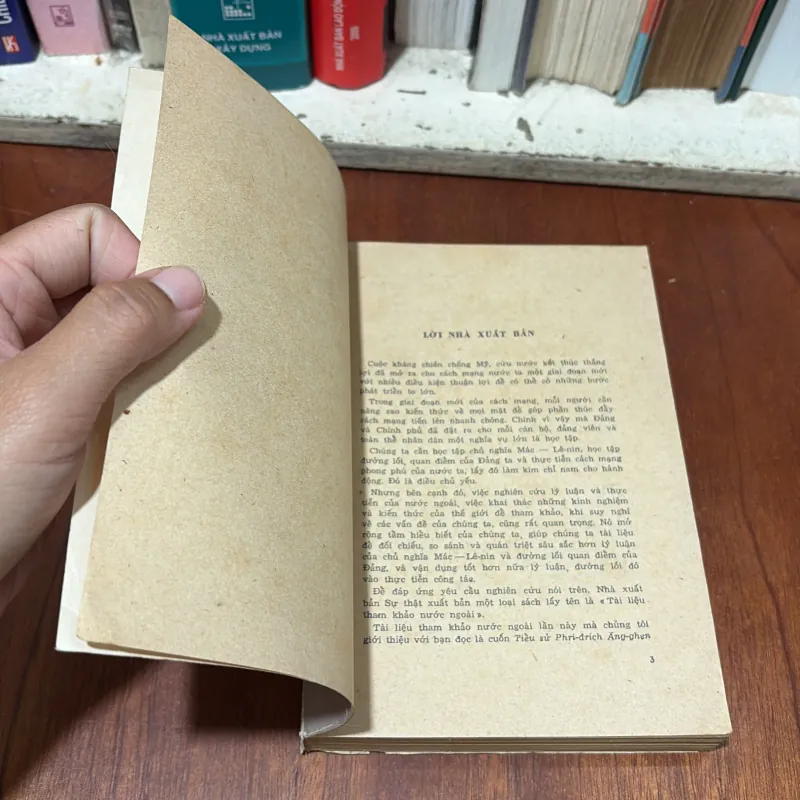 NHÀ XUẤT BẢN
XÂY DỰNG
NHÀ XUẤT BẢN LAO ĐỘNG
LỜI NHÀ XUẤT BẢN
Cuộc kháng chiến chống Mỹ, cứu nước kết thúc thắng
lợi đã mở ra cho cách mạng nước ta một giai đoạn mới
với nhiều điều kiện thuận lợi để có thể có những bước
phát triển to lớn.
Trong giai đoạn mới của cách mạng, mỗi người cần
nâng cao kiến thức về mọi mặt để góp phần thúc đẩy
cách mạng tiến lên nhanh chóng. Chính vì vậy mà Đảng
và Chính phủ đã đặt ra cho mỗi cán bộ, đảng viên và
toàn thể nhân dân một nghĩa vụ lớn là học tập.
Chúng ta cần học tập chủ nghĩa Mác — Lê-nin, học tập
đường lối, quan điểm của Đảng ta và thực tiễn cách mạng
phong phú của nước ta, lấy đó làm kim chỉ nam cho hành
động. Đó là điều chủ yếu.
Nhưng bên cạnh đó, việc nghiên cứu lý luận và thực
tiễn của nước ngoài, việc khai thác những kinh nghiệm
và kiến thức của thế giới để tham khảo, khi suy nghĩ
về các vấn đề của chúng ta, cũng rất quan trọng. Nó mở
rộng tầm hiểu biết của chúng ta, giúp chúng ta tài liệu
để đối chiếu, so sánh và quán triệt sâu sắc hơn lý luận
của chủ nghĩa Mác — Lê-nin và đường lối quan điểm của
Đảng, và vận dụng tốt hơn nữa lý luận, đường lối đó
vào thực tiễn công tác.
Để đáp ứng yêu cầu nghiên cứu nói trên, Nhà xuất
bản Sự thật xuất bản một loại sách lấy tên là « Tài liệu
tham khảo nước ngoài ».
Tài liệu tham khảo nước ngoài lần này mà chúng tôi
giới thiệu với bạn đọc là cuốn Tiểu sử Phri-đrích Ăng-ghen
3